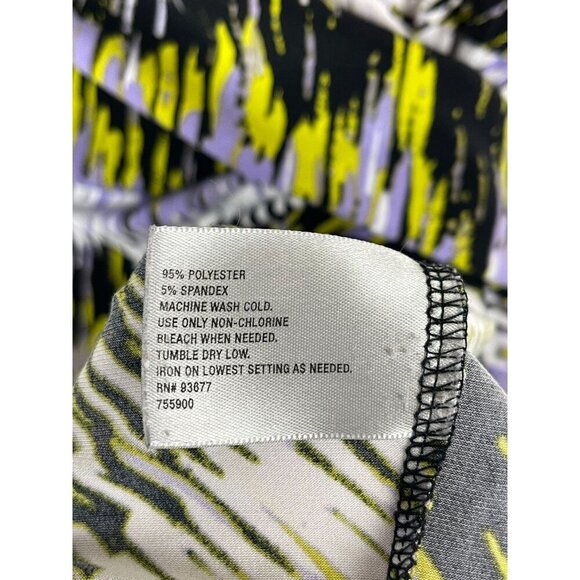 95% POLYESTER
5% SPANDEX
MACHINE WASH COLD.
USE ONLY NON-CHLORINE
BLEACH WHEN NEEDED.
TUMBLE DRY LOW.
IRON ON LOWEST SETTING AS NEEDED.
RN# 93677
755900